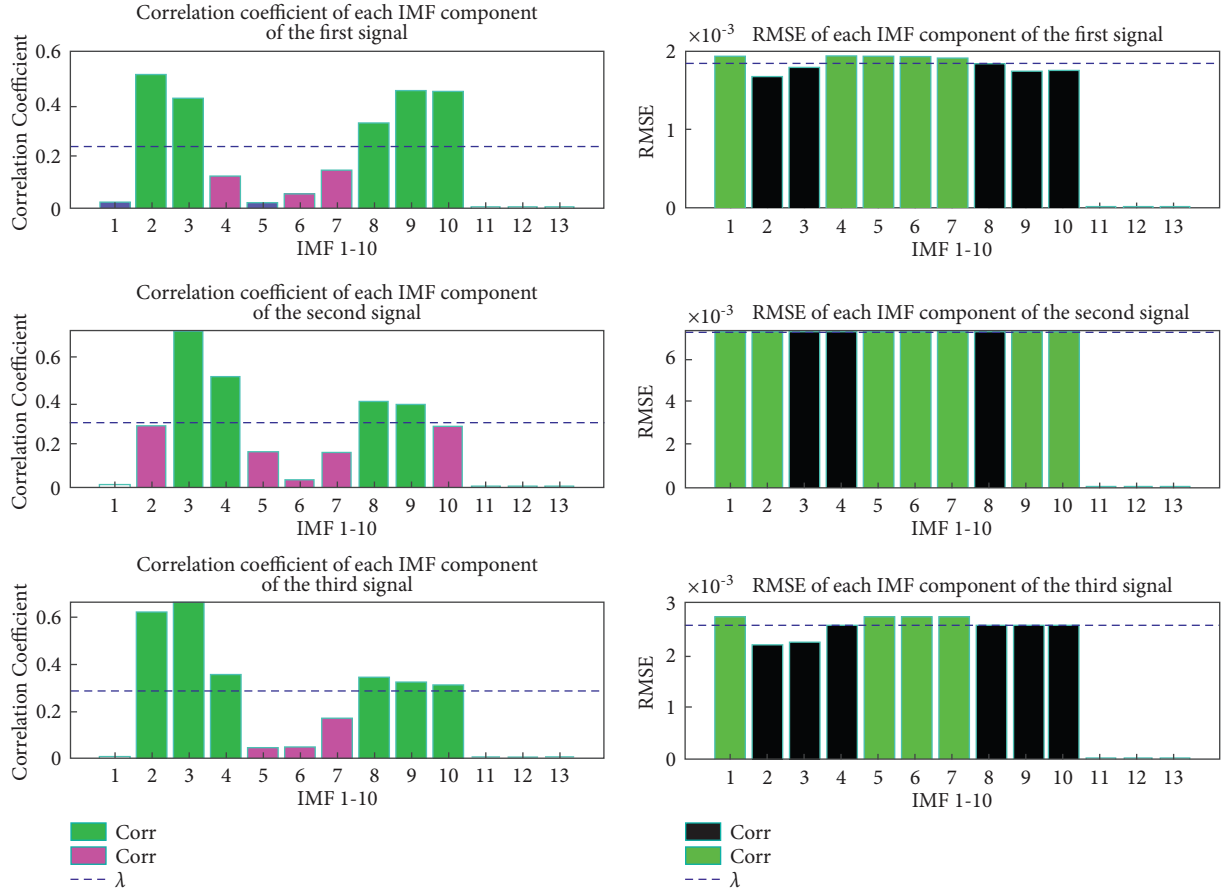 Correlation coefficient of each IMF component
of the first signal
Correlation Coefficient
0.6
0.4
0.2
0
1 2 3 4 5 6 7 8 9 10 11 12 13
IMF 1-10
×10⁻³
RMSE of each IMF component of the first signal
RMSE
2
1
0
1 2 3 4 5 6 7 8 9 10 11 12 13
IMF 1-10
Correlation coefficient of each IMF component
of the second signal
Correlation Coefficient
0.6
0.4
0.2
0
1 2 3 4 5 6 7 8 9 10 11 12 13
IMF 1-10
×10⁻³
RMSE of each IMF component of the second signal
RMSE
6
4
2
0
1 2 3 4 5 6 7 8 9 10 11 12 13
IMF 1-10
Correlation coefficient of each IMF component
of the third signal
Correlation Coefficient
0.6
0.4
0.2
0
1 2 3 4 5 6 7 8 9 10 11 12 13
IMF 1-10
Corr
Corr
λ
×10⁻³
RMSE of each IMF component of the third signal
RMSE
3
2
1
0
1 2 3 4 5 6 7 8 9 10 11 12 13
IMF 1-10
Corr
Corr
λ